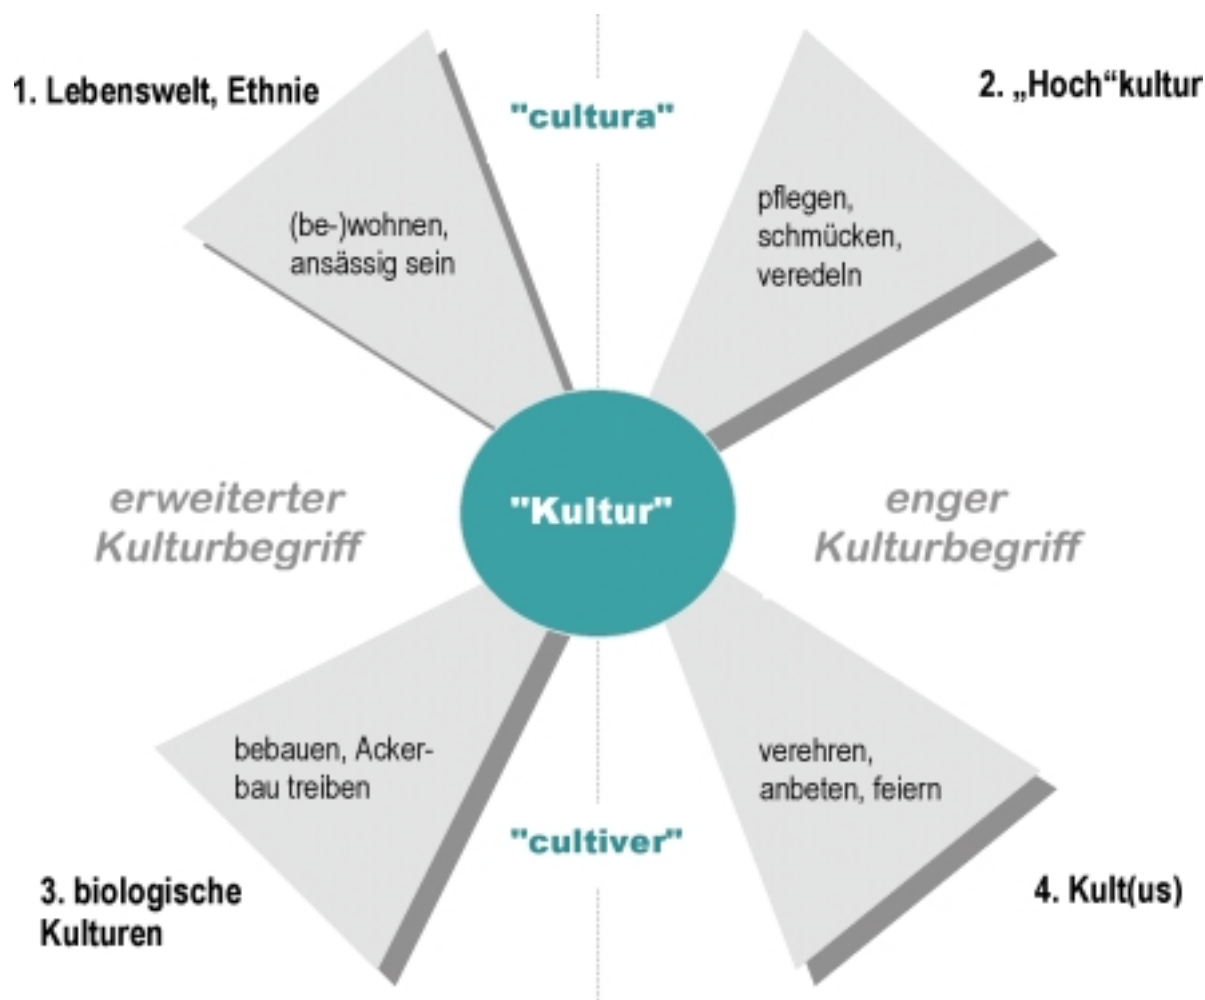 1. Lebenswelt, Ethnie
"cultura"
2. „Hoch“kultur
(be-)wohnen,
ansässig sein
pflegen,
schmücken,
veredeln
erweiterter
Kulturbegriff
"Kultur"
enger
Kulturbegriff
bebauen, Acker-
bau treiben
verehren,
anbeten, feiern
"cultiver"
3. biologische
Kulturen
4. Kult(us)